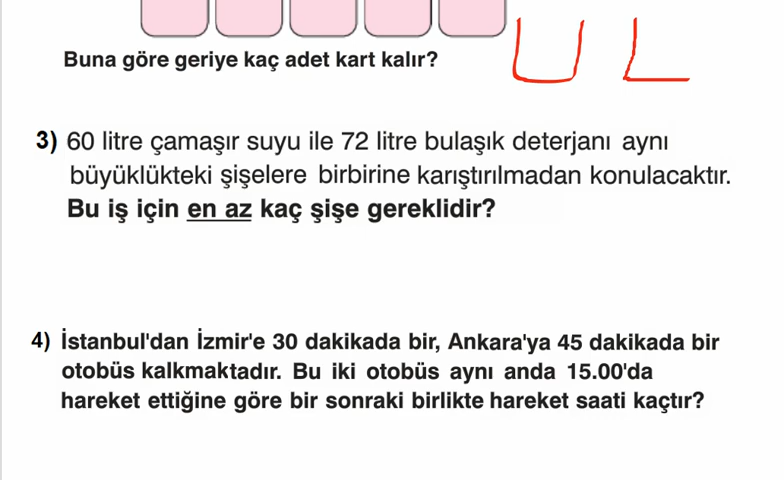 Buna göre geriye kaç adet kart kalır?
U L
3) 60 litre çamaşır suyu ile 72 litre bulaşık deterjanı aynı
büyüklükteki şişelere birbirine karıştırılmadan konulacaktır.
Bu iş için en az kaç şişe gereklidir?
4) İstanbul'dan İzmir'e 30 dakikada bir, Ankara'ya 45 dakikada bir
otobüs kalkmaktadır. Bu iki otobüs aynı anda 15.00'da
hareket ettiğine göre bir sonraki birlikte hareket saati kaçtır?